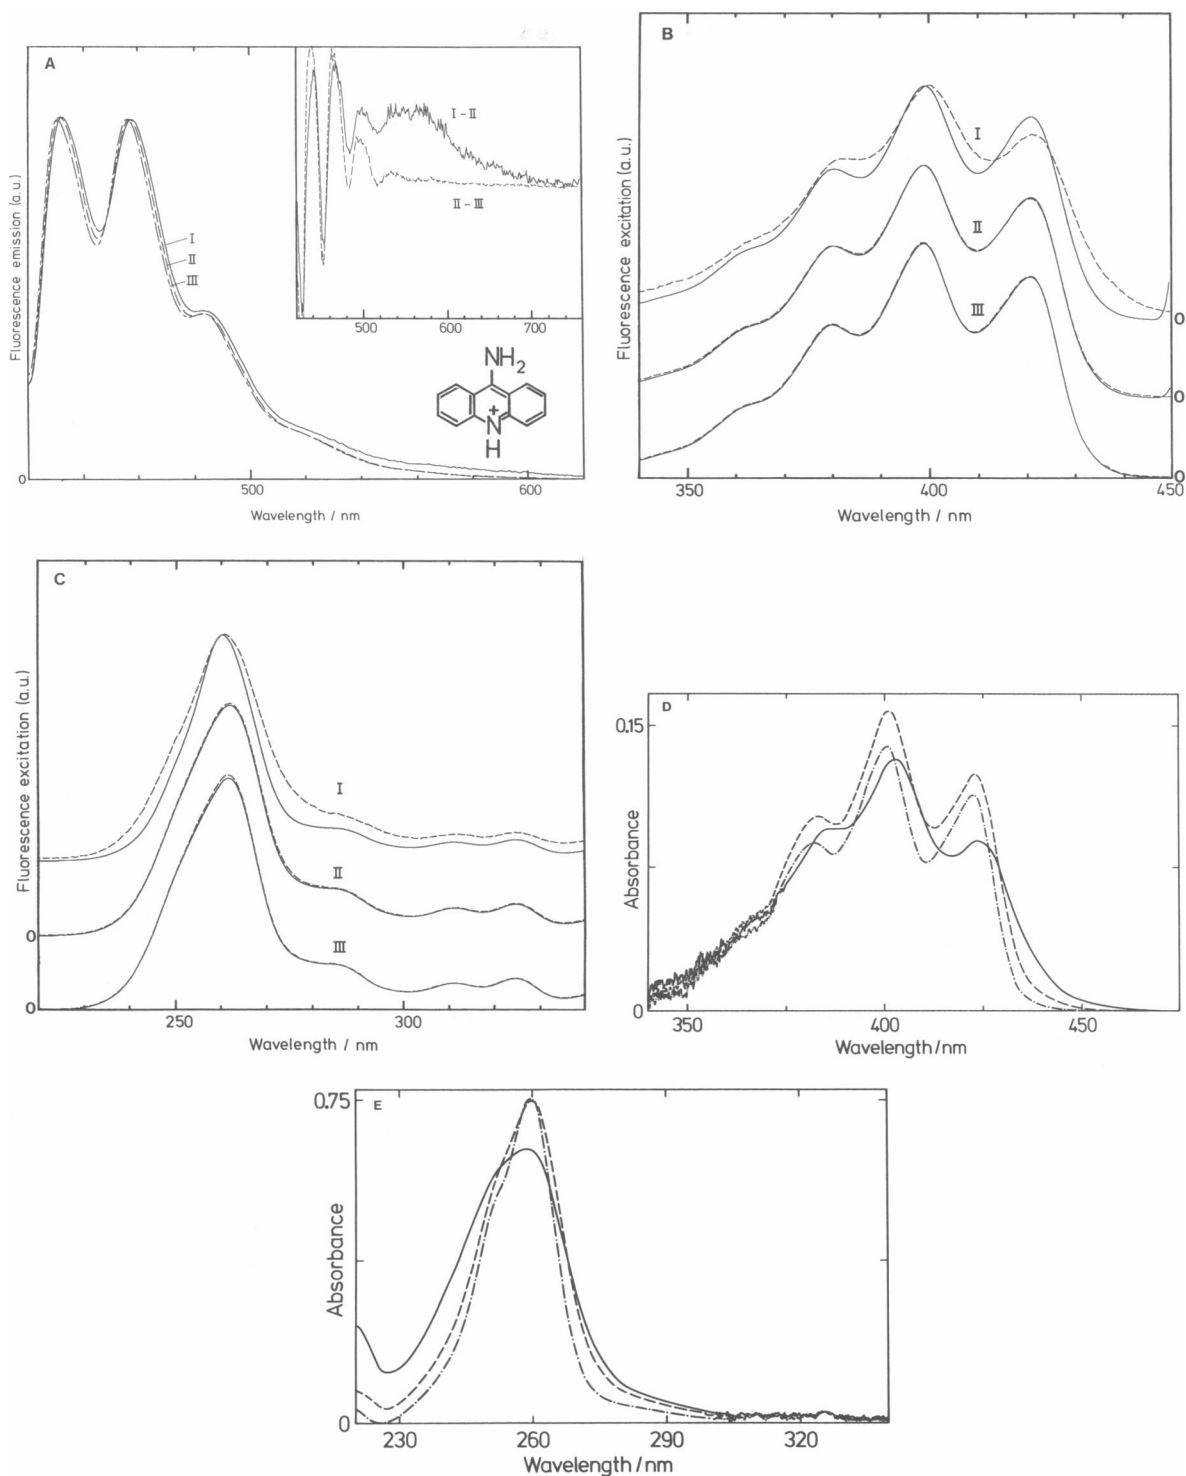 A
Fluorescence emission (a.u.)
0
I
II
III
I-II
II-III
500
600
700
NH₂
+
N
H
500
600
Wavelength / nm
B
Fluorescence excitation (a.u.)
I
II
III
0
0
0
350
400
450
Wavelength / nm
C
Fluorescence excitation (a.u.)
I
II
III
0
0
250
300
Wavelength / nm
D
0.15
Absorbance
0
350
400
450
Wavelength/nm
E
0.75
Absorbance
0
230
260
290
320
Wavelength/nm